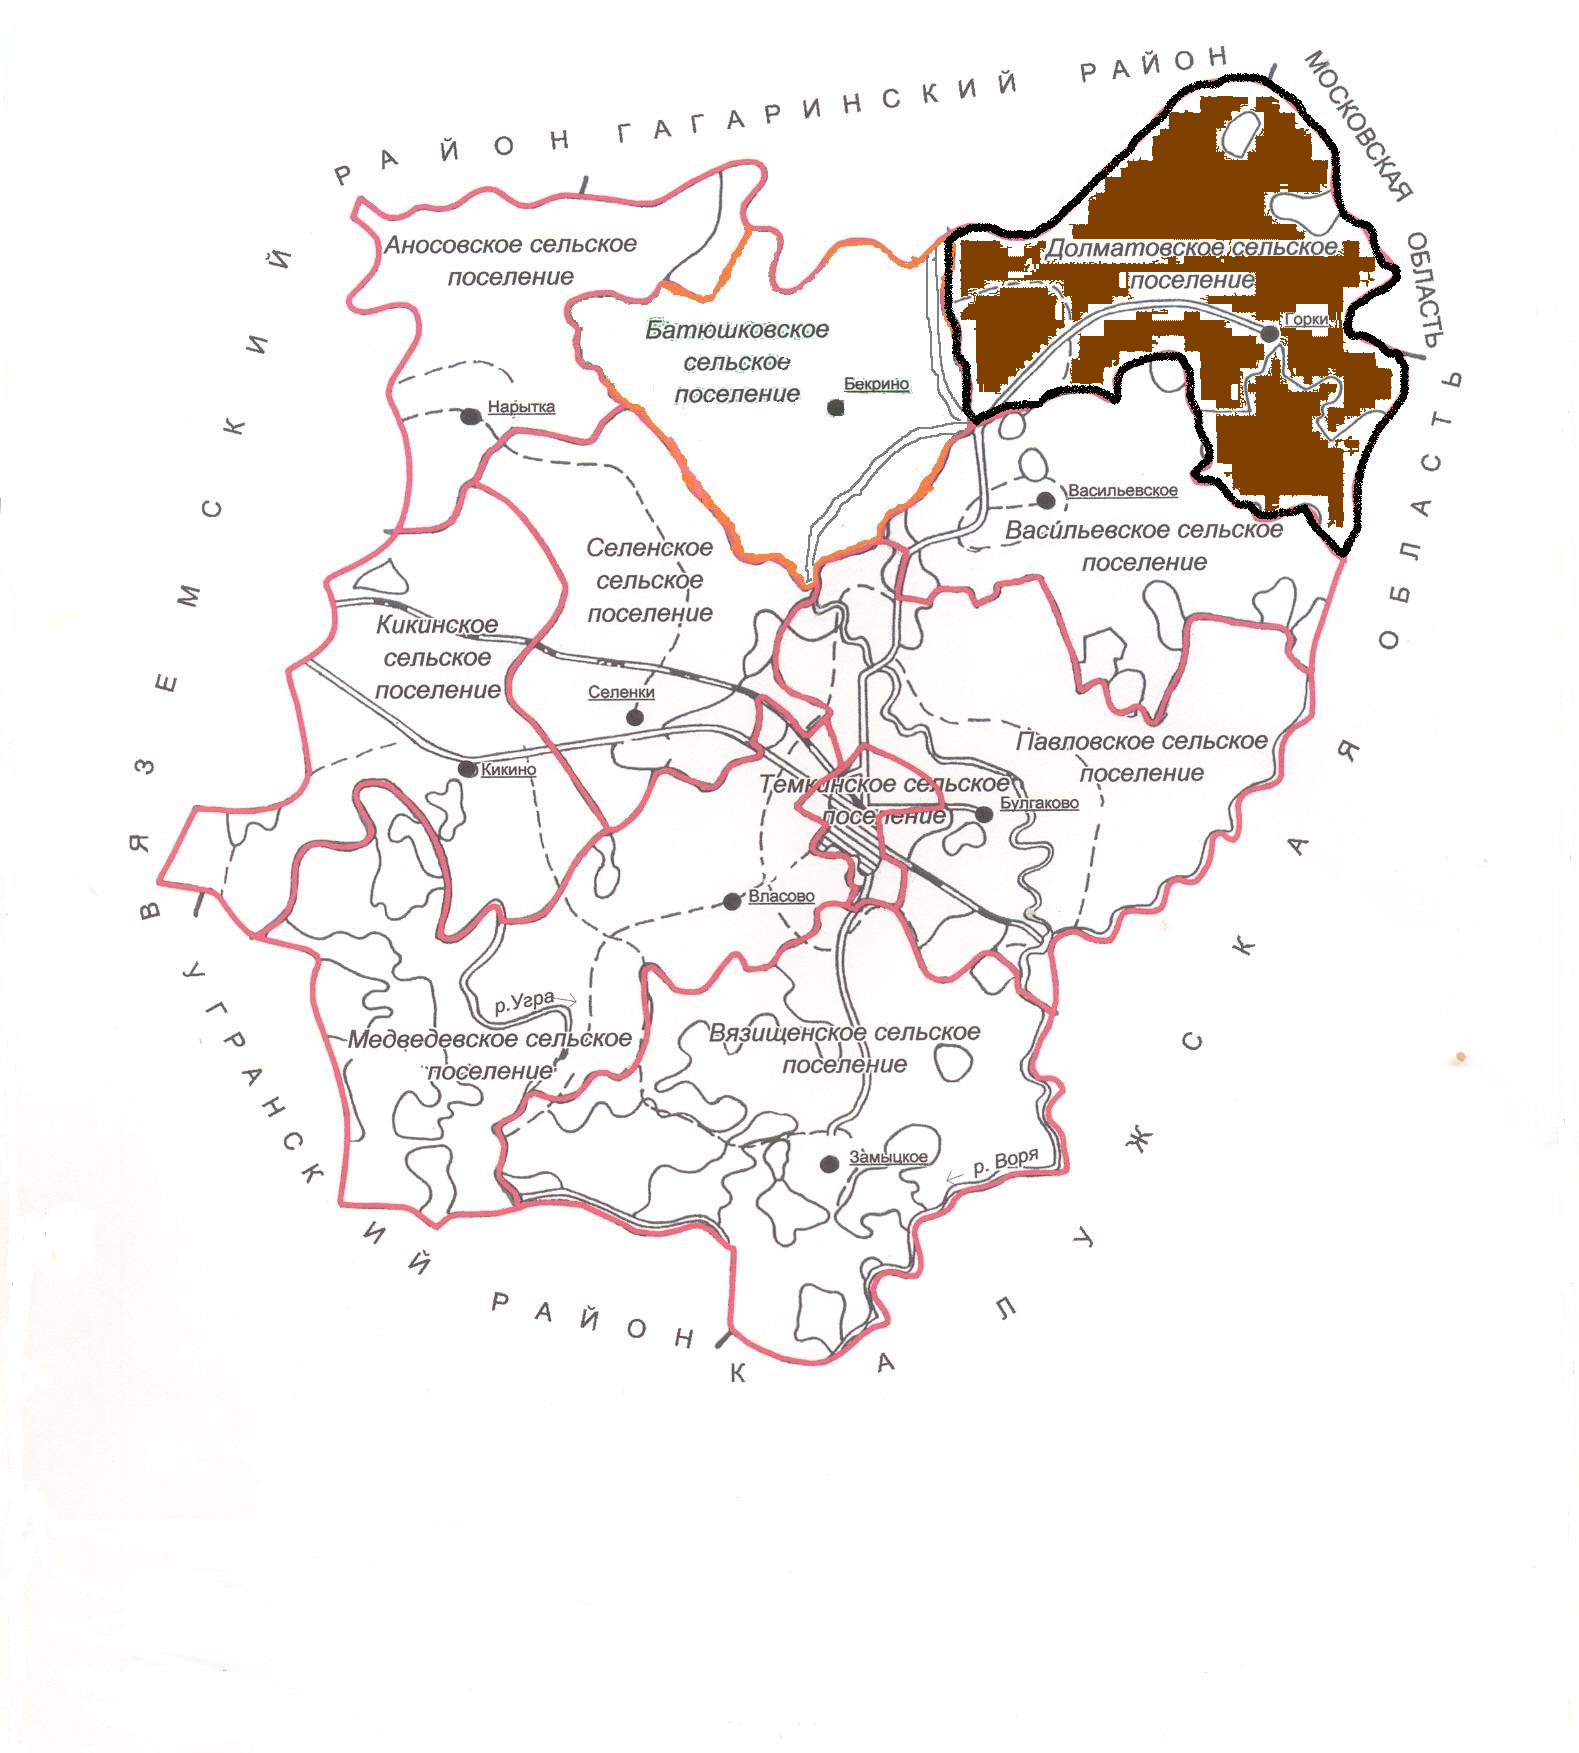 РАЙОН ГАГАРИНСКИЙ РАЙОН
МОСКОВСКАЯ
ОБЛАСТЬ
Аносовское сельское
поселение
Долматовское сельское
поселение
Горки
Батюшковское
сельское
поселение
Бекрино
Нарытка
Васильевское
Васильевское сельское
поселение
Селенское
сельское
поселение
Кикинское
сельское
поселение
Селенки
Павловское сельское
поселение
Кикино
Темкинское сельское
поселение
Булгаково
Власово
р.Угра
Медведевское сельское
поселение
Вязищенское сельское
поселение
Замыцкое
р. Воря
ВЯЗЕМСКИЙ
УГРАНСКИЙ РАЙОН
КАЛУЖСКАЯ ОБЛАСТЬ